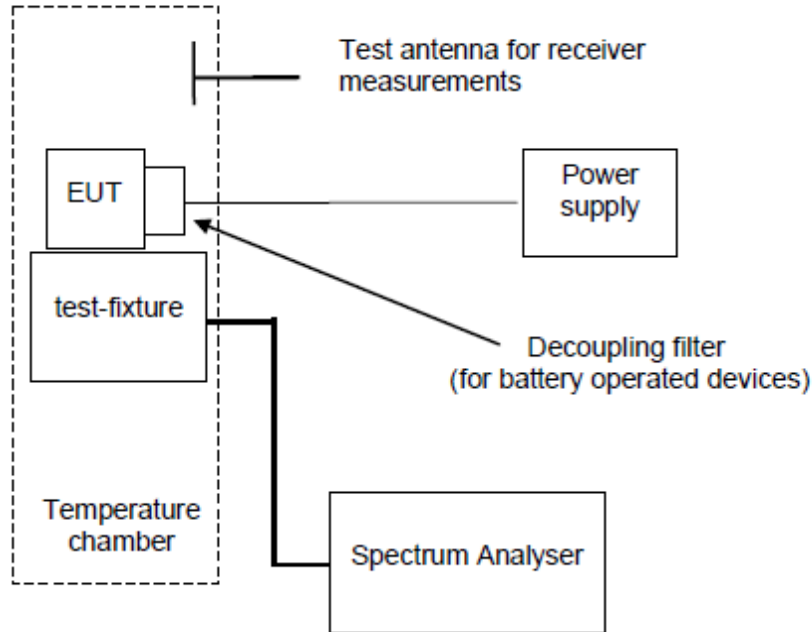 Test antenna for receiver
measurements
EUT
Power
supply
test-fixture
Decoupling filter
(for battery operated devices)
Temperature
chamber
Spectrum Analyser